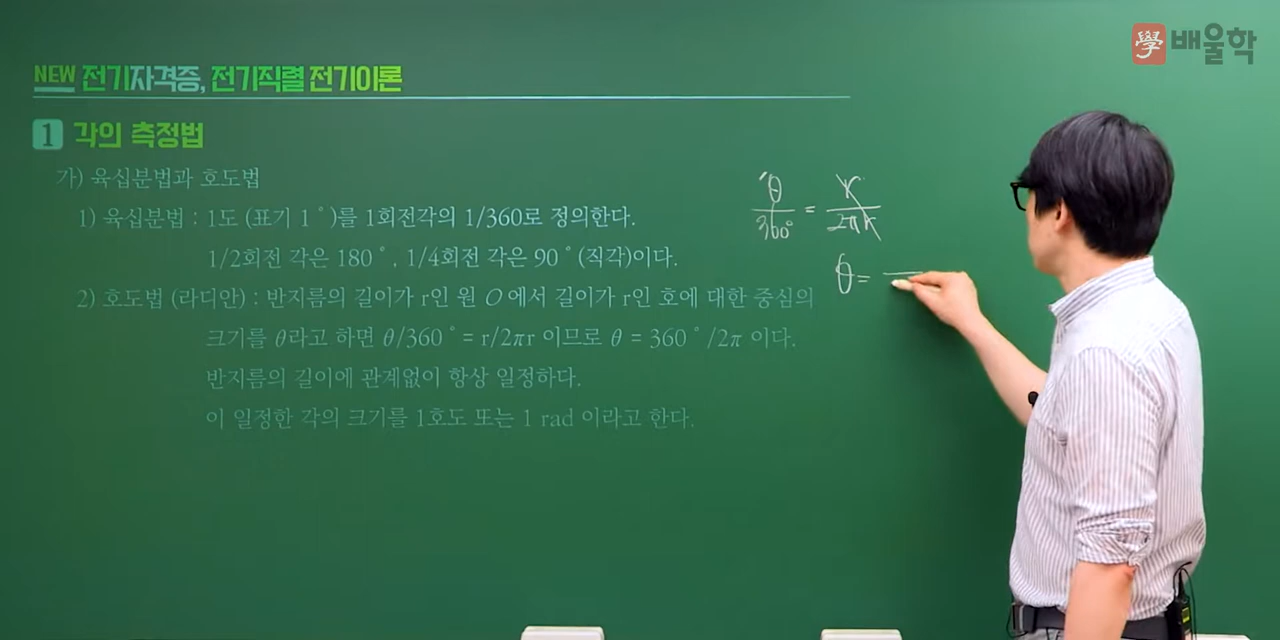 學 배울학
NEW 전기자격증, 전기직렬 전기이론
1 각의 측정법
가) 육십분법과 호도법
1) 육십분법 : 1도 (표기 1˚)를 1회전각의 1/360로 정의한다.
1/2회전 각은 180˚, 1/4회전 각은 90˚(직각)이다.
2) 호도법 (라디안) : 반지름의 길이가 r인 원 O 에서 길이가 r인 호에 대한 중심의
크기를 θ라고 하면 θ/360˚ = r/2πr 이므로 θ = 360˚/2π 이다.
반지름의 길이에 관계없이 항상 일정하다.
이 일정한 각의 크기를 1호도 또는 1 rad 이라고 한다.
θ/360° = r/2πr
θ =